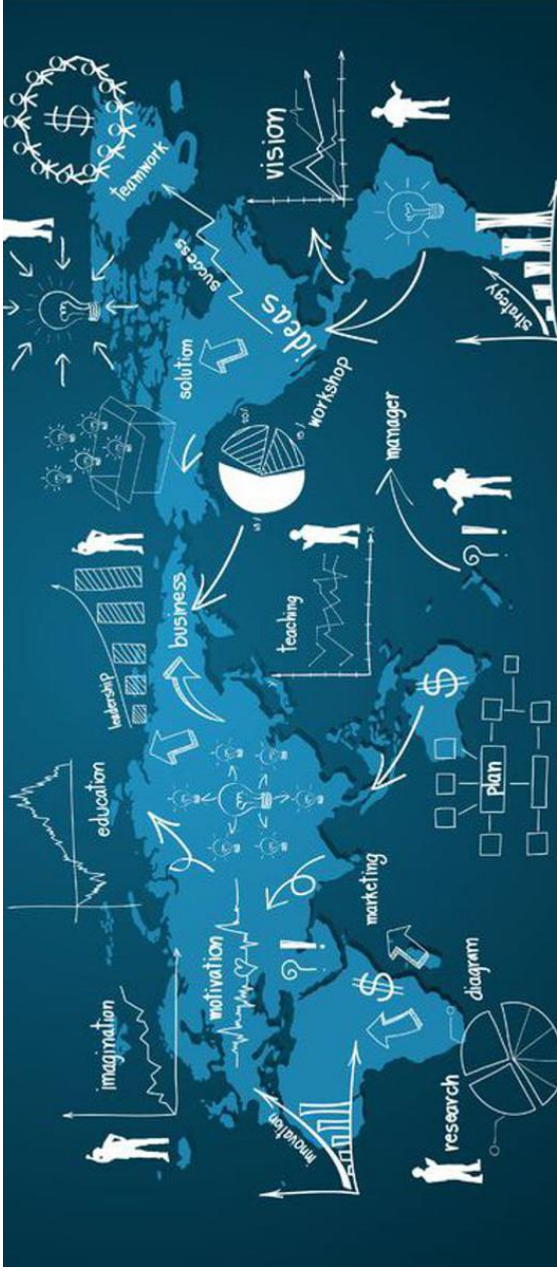 $
imagination
education
leadership
teamwork
business
solution
motivation
success
vision
teaching
ideas
?!
innovation
workshop
marketing
$
manager
$
?!
research
diagram
plan
strategy